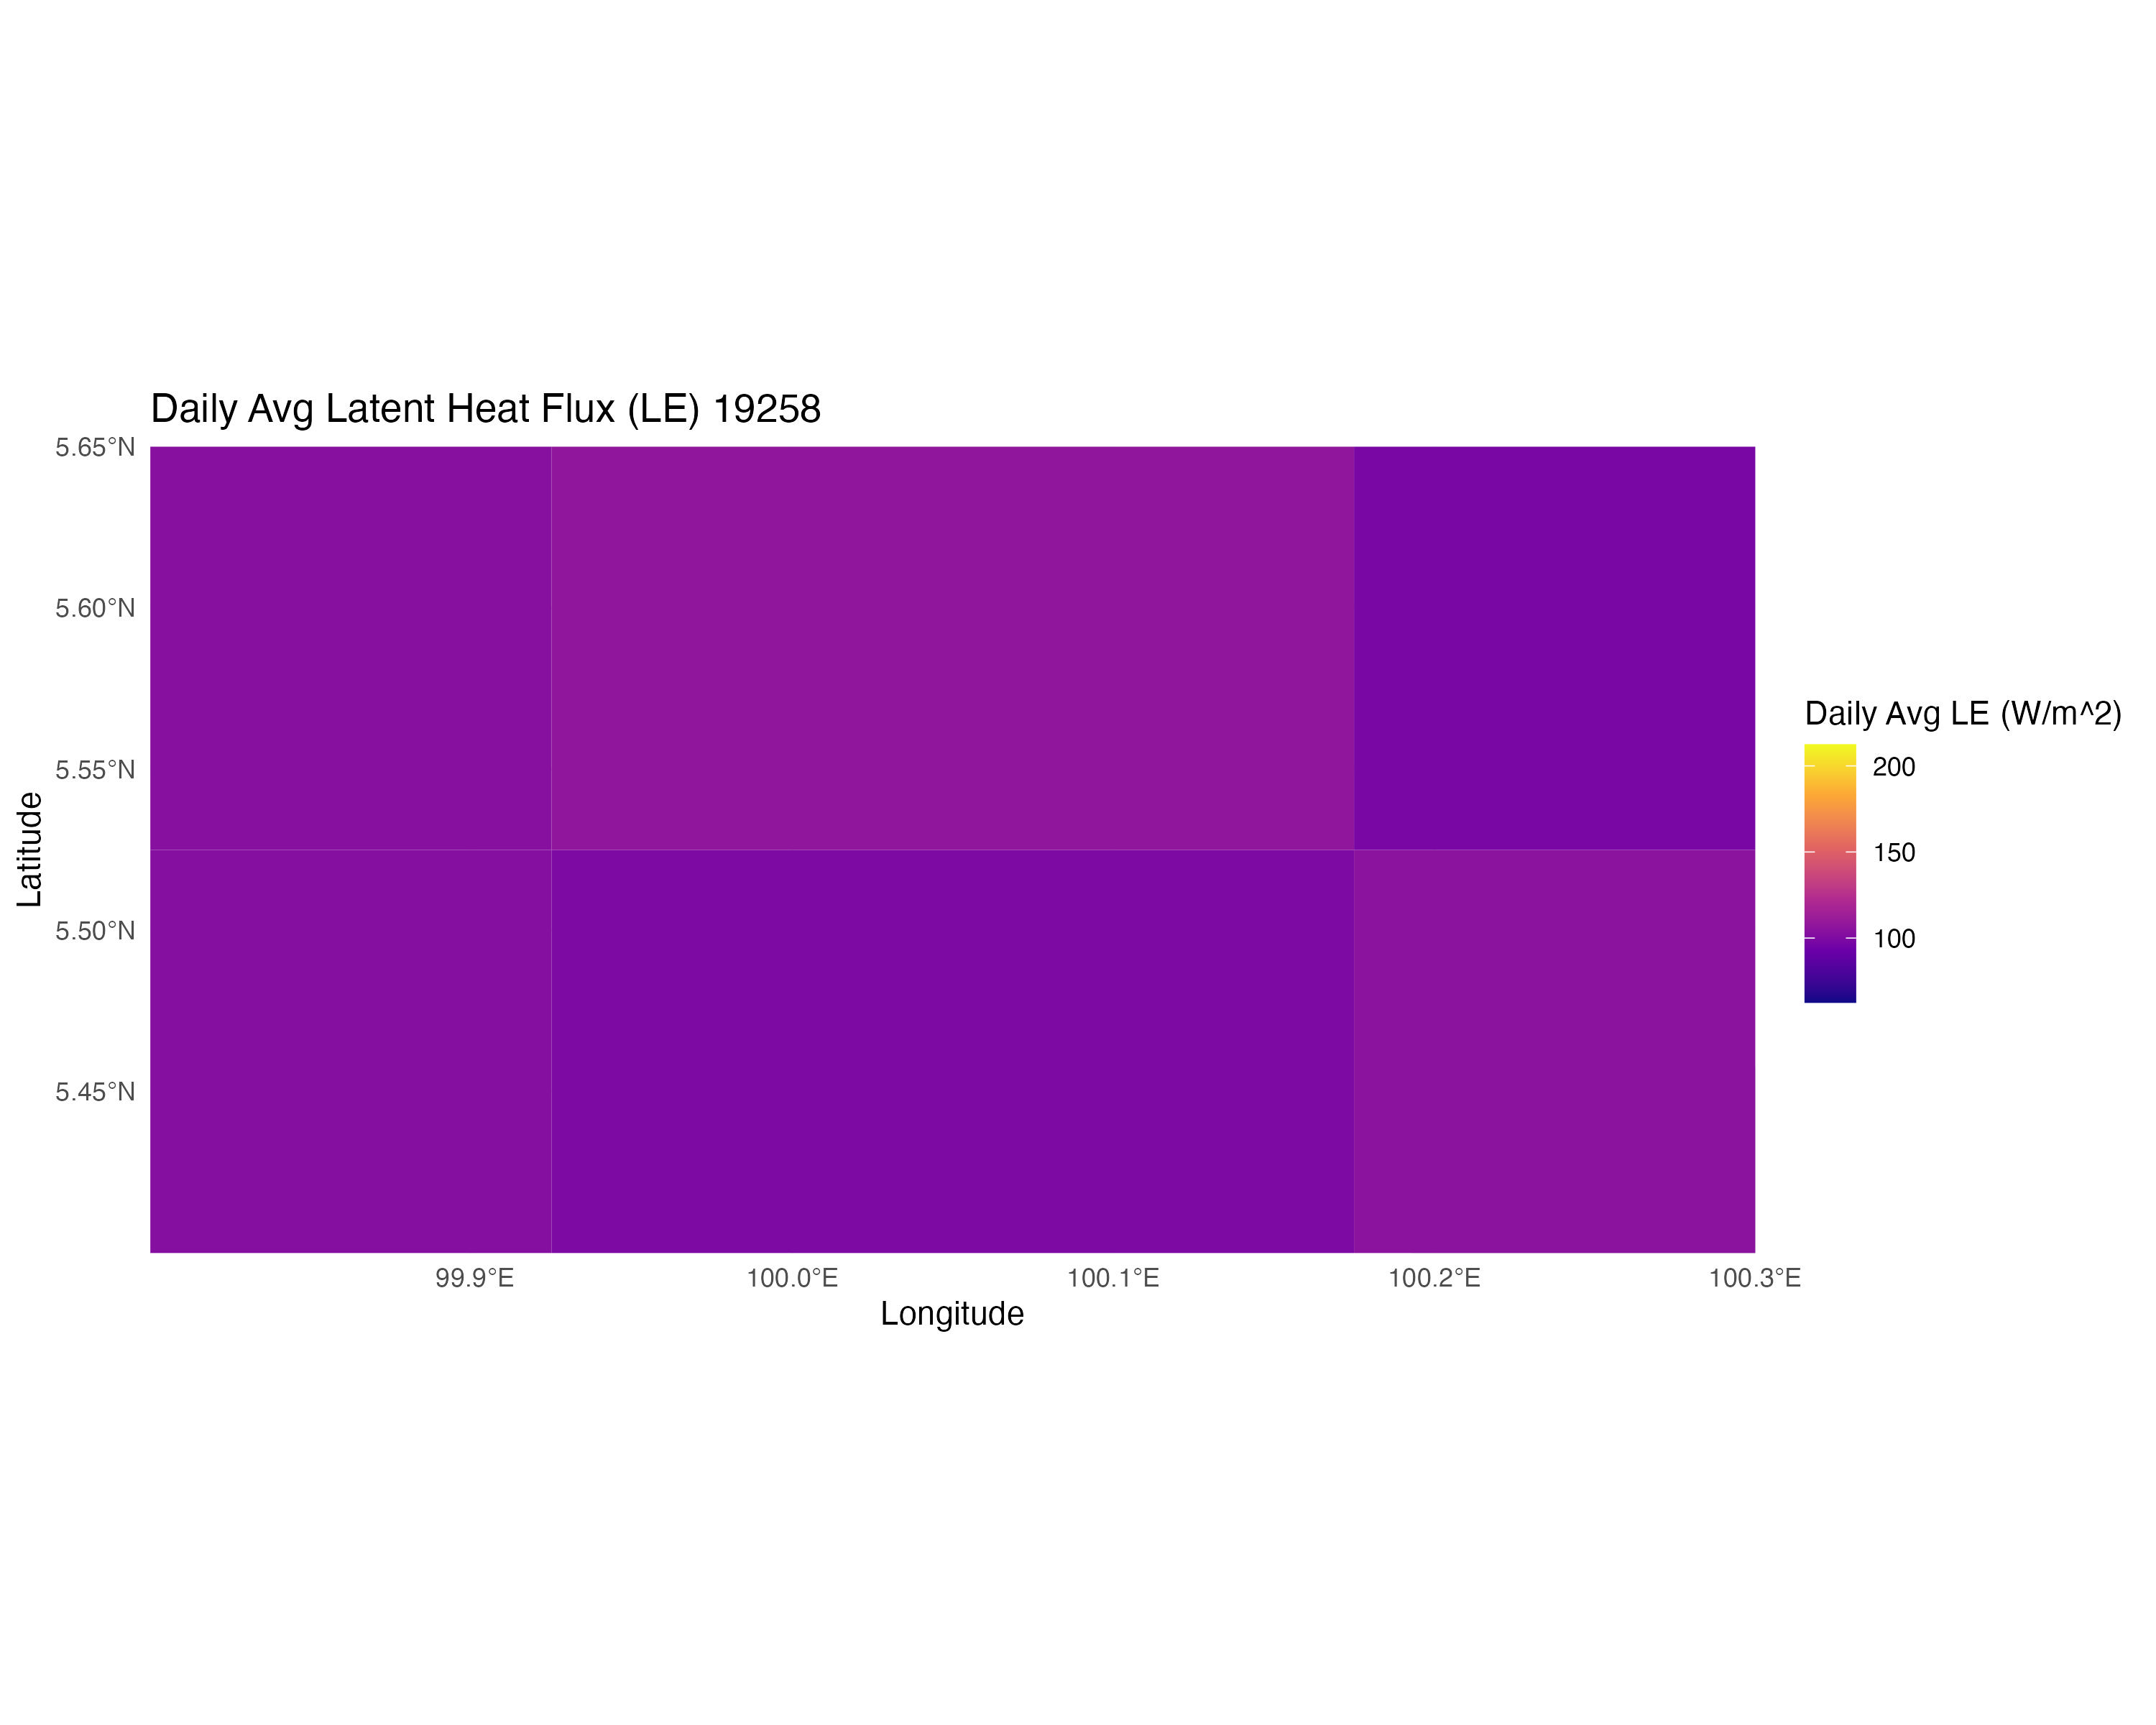 Daily Avg Latent Heat Flux (LE) 19258
5.65°N
5.60°N
5.55°N
5.50°N
5.45°N
Latitude
99.9°E
100.0°E
100.1°E
100.2°E
100.3°E
Longitude
Daily Avg LE (W/m^2)
200
150
100